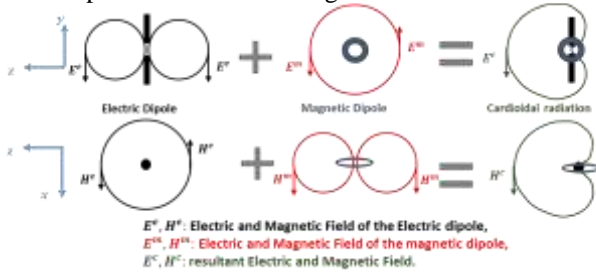 y
z
E^e
E^e
E^m
E^m
E^c
Electric Dipole
Magnetic Dipole
Cardioidal radiation
z
x
H^e
H^e
H^m
H^m
H^c
E^e, H^e: Electric and Magnetic Field of the Electric dipole,
E^m, H^m: Electric and Magnetic Field of the magnetic dipole,
E^c, H^c: resultant Electric and Magnetic Field.